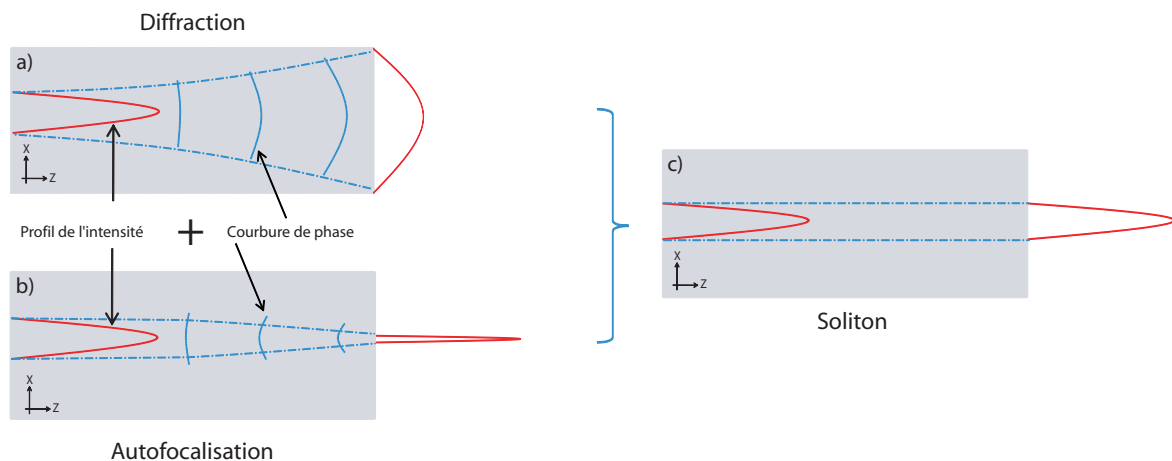 Diffraction
a)
X
Z
Profil de l'intensité
+
Courbure de phase
b)
X
Z
Autofocalisation
c)
X
Z
Soliton